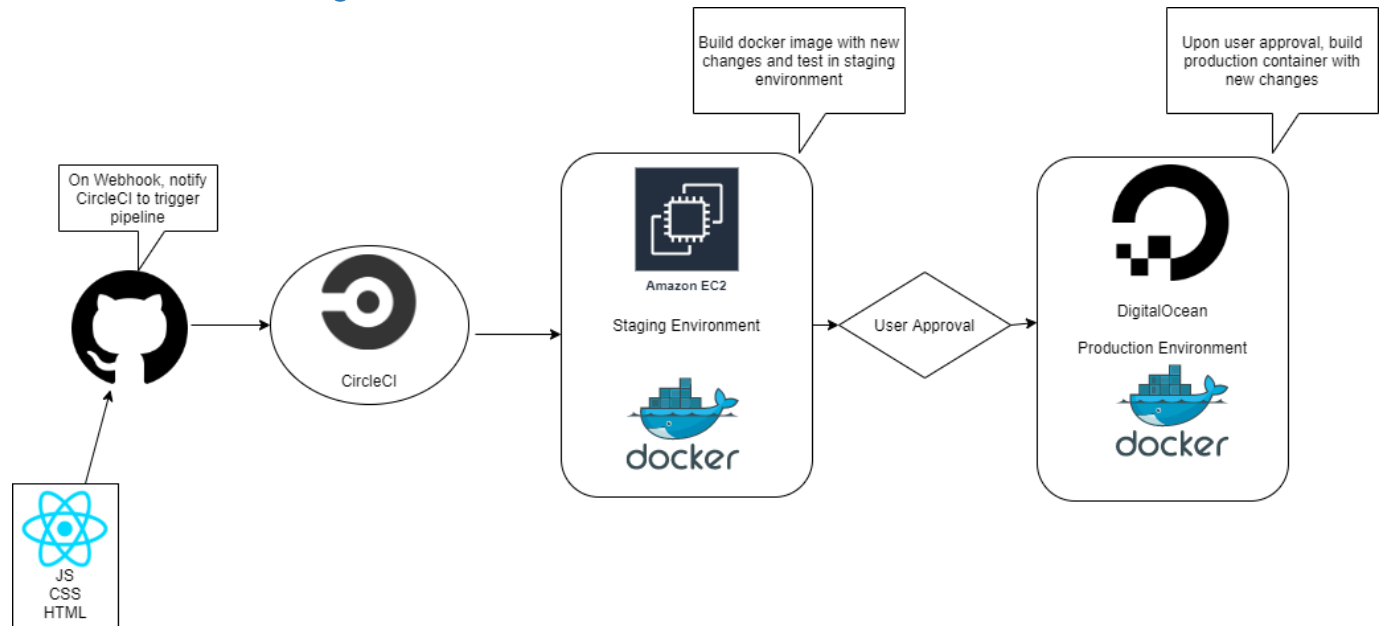 Build docker image with new
changes and test in staging
environment
Upon user approval, build
production container with
new changes
On Webhook, notify
CircleCI to trigger
pipeline
CircleCI
Amazon EC2
Staging Environment
docker
User Approval
DigitalOcean
Production Environment
docker
JS
CSS
HTML